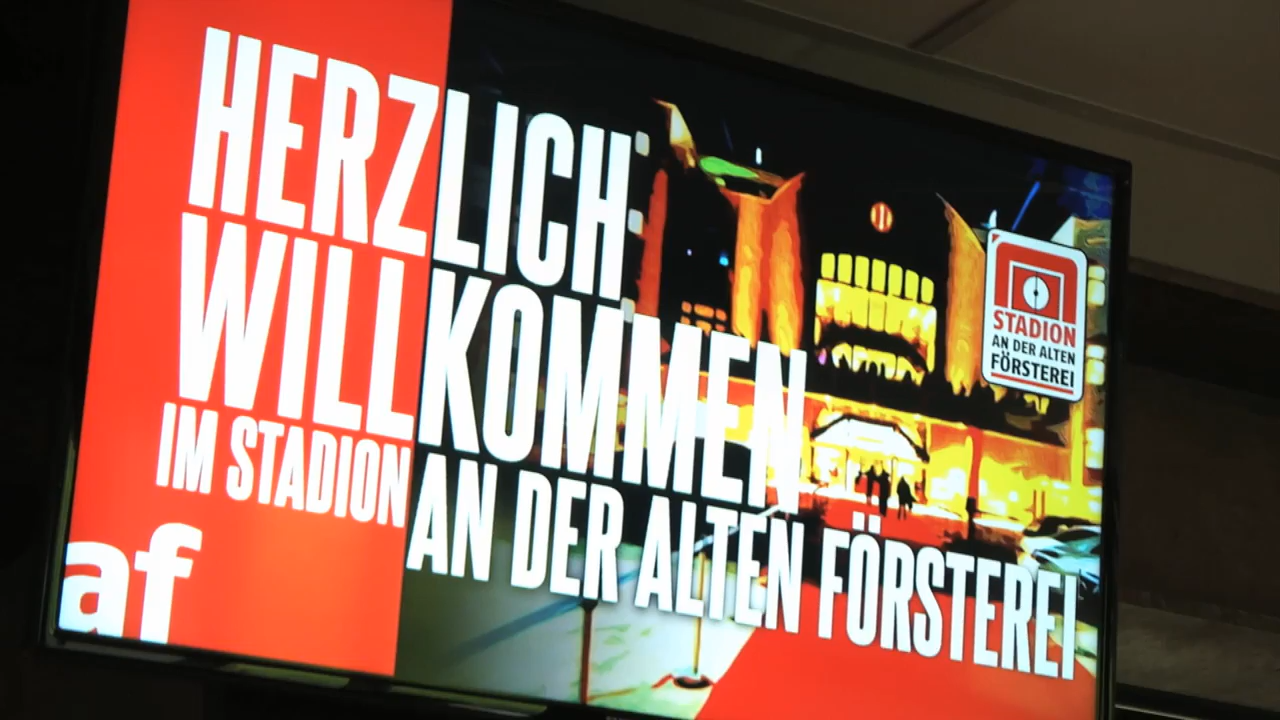 HERZLICH
WILLKOMMEN
IM STADION AN DER ALTEN FÖRSTEREI
STADION
AN DER ALTEN
FÖRSTEREI
af